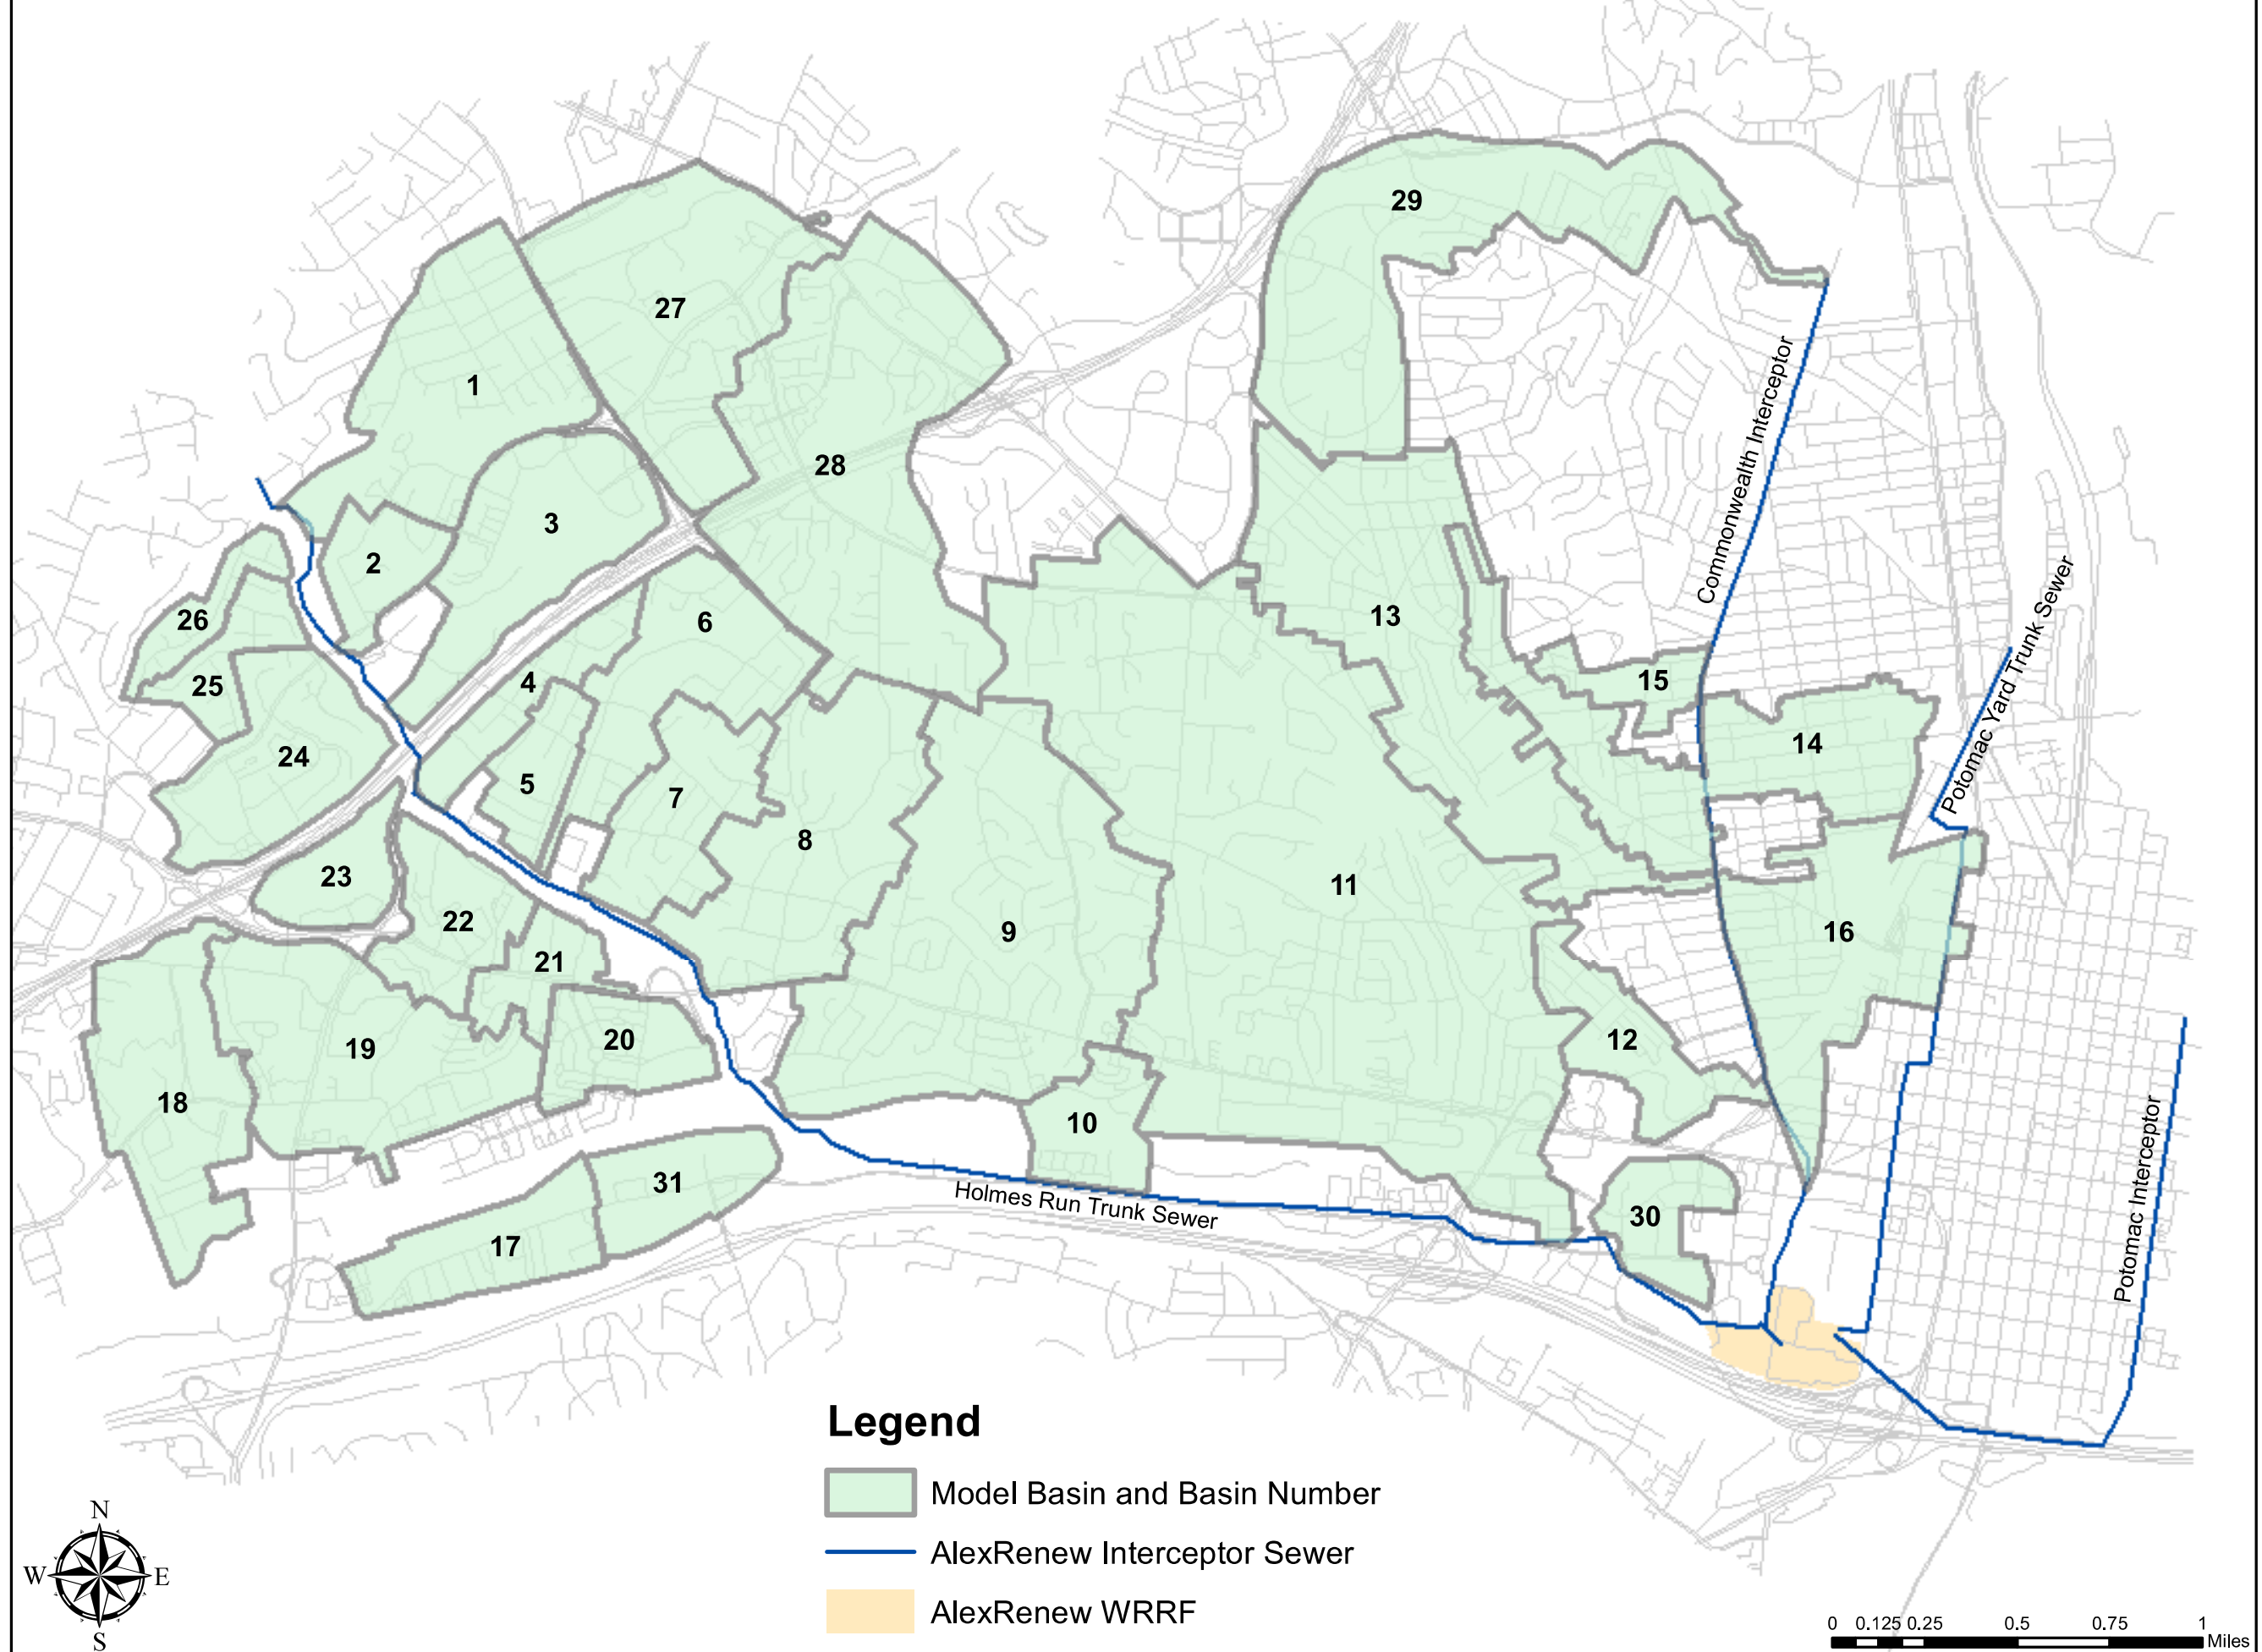 29
27
1
28
3
2
26
6
13
4
25
15
24
14
5
7
8
23
11
22
9
16
21
20
12
19
18
10
31
30
17
Commonwealth Interceptor
Potomac Yard Trunk Sewer
Potomac Interceptor
Holmes Run Trunk Sewer
Legend
Model Basin and Basin Number
AlexRenew Interceptor Sewer
AlexRenew WRRF
N
W E
S
0 0.125 0.25 0.5 0.75 1
Miles